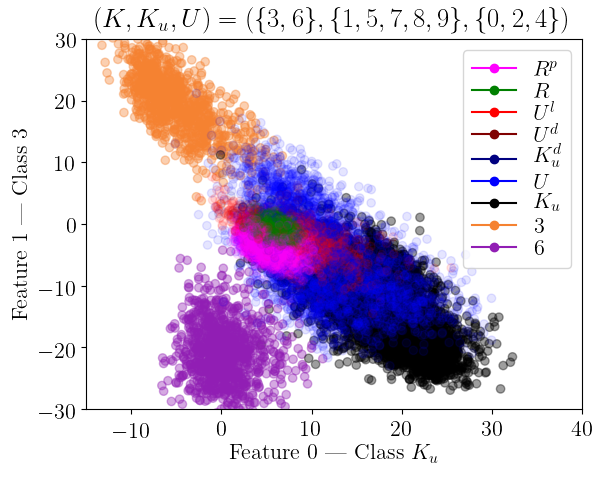 (K, K_u, U) = ({3, 6}, {1, 5, 7, 8, 9}, {0, 2, 4})
30
20
10
0
−10
−20
−30
Feature 1 — Class 3
R^p
R
U^l
U^d
K_u^d
U
K_u
3
6
−10
0
10
20
30
40
Feature 0 — Class K_u